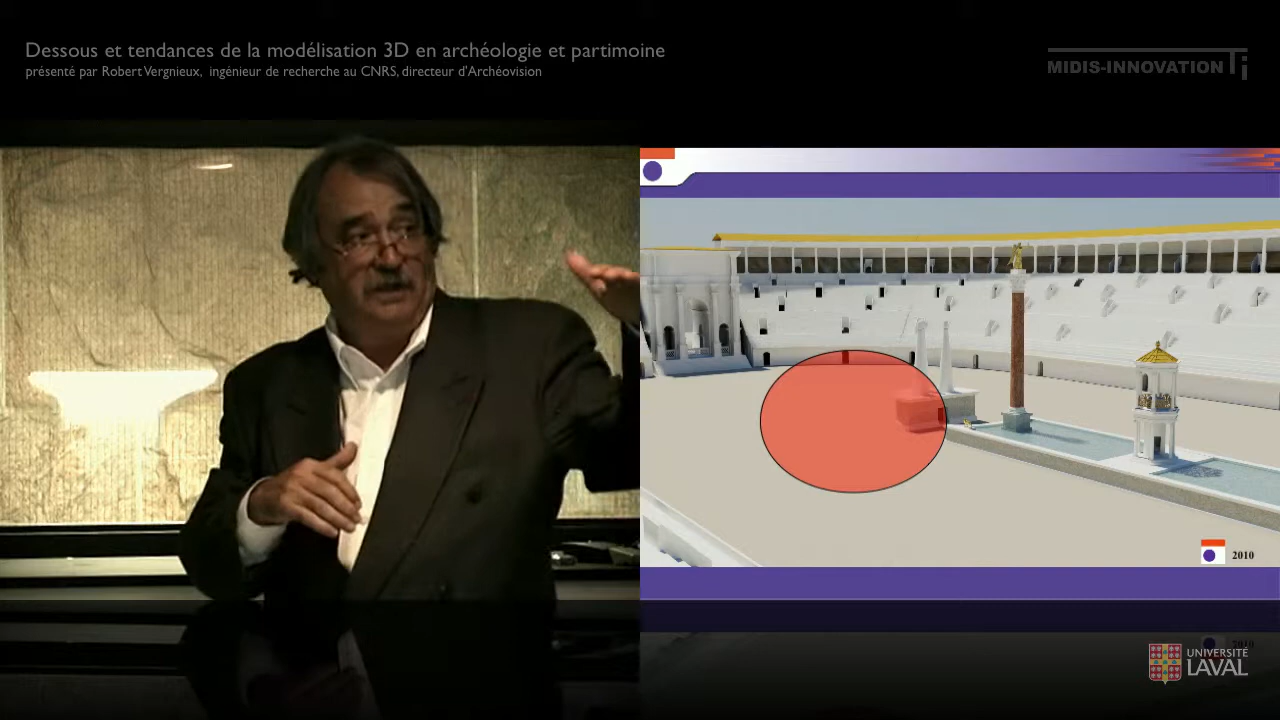 Dessous et tendances de la modélisation 3D en archéologie et partimoine
présenté par Robert Vergnieux, ingénieur de recherche au CNRS, directeur d'Archéovision
MIDIS-INNOVATION Ti
2010
UNIVERSITÉ
LAVAL